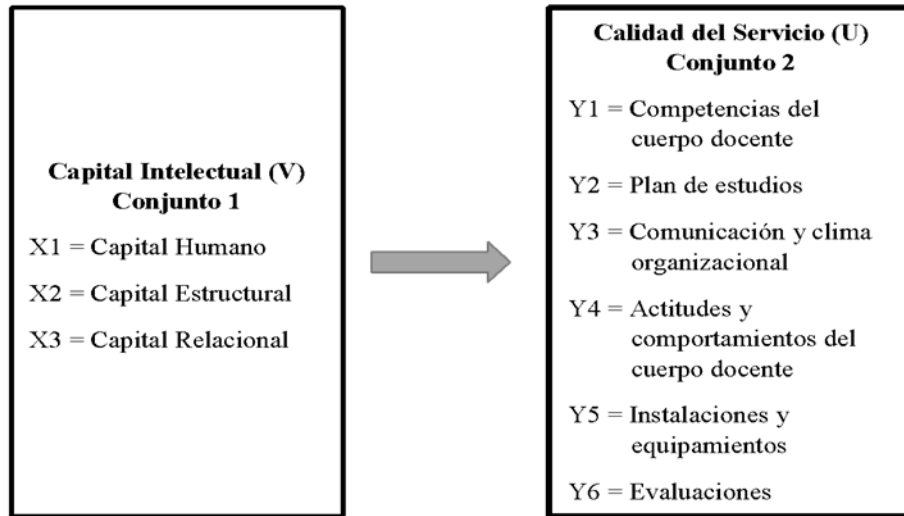 Capital Intelectual (V)
Conjunto 1
X1 = Capital Humano
X2 = Capital Estructural
X3 = Capital Relacional
Calidad del Servicio (U)
Conjunto 2
Y1 = Competencias del
cuerpo docente
Y2 = Plan de estudios
Y3 = Comunicación y clima
organizacional
Y4 = Actitudes y
comportamientos del
cuerpo docente
Y5 = Instalaciones y
equipamientos
Y6 = Evaluaciones